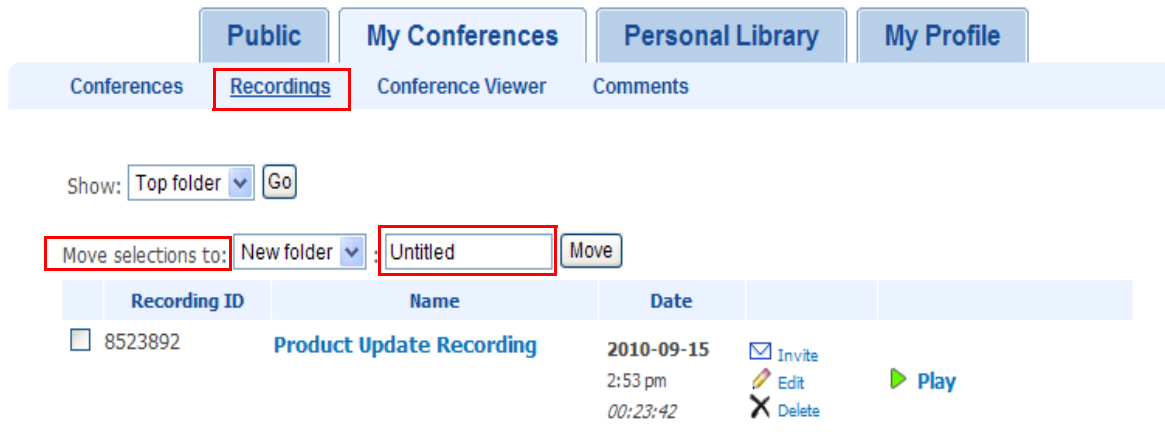 Public My Conferences Personal Library My Profile
Conferences Recordings Conference Viewer Comments
Show: Top folder Go
Move selections to: New folder : Untitled Move
Recording ID Name Date
8523892 Product Update Recording 2010-09-15 Invite
2:53 pm Edit Play
00:23:42 Delete